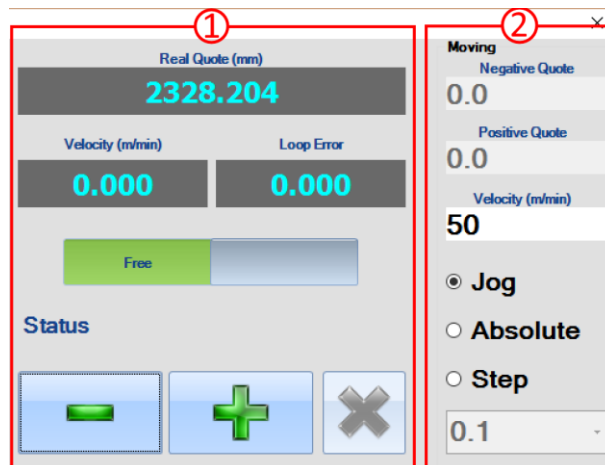 ①
Real Quote (mm)
2328.204
Velocity (m/min)
Loop Error
0.000
0.000
Free
Status
②
Moving
Negative Quote
0.0
Positive Quote
0.0
Velocity (m/min)
50
Jog
Absolute
Step
0.1